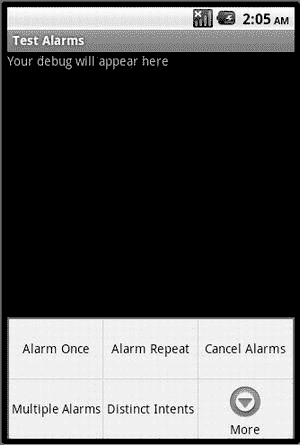 2:05 AM
Test Alarms
Your debug will appear here
Alarm Once
Alarm Repeat
Cancel Alarms
Multiple Alarms
Distinct Intents
More